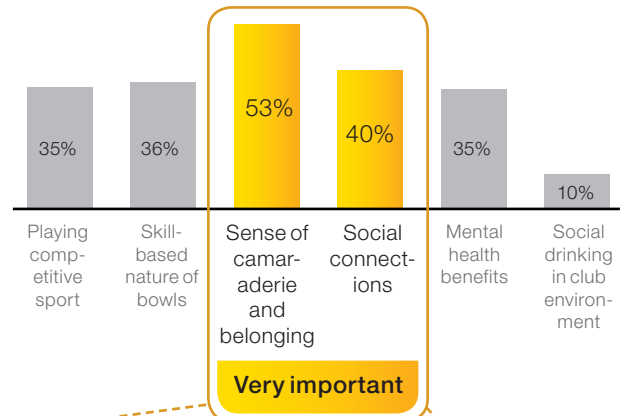 35%
36%
53%
40%
35%
10%
Playing
comp-
etitive
sport
Skill-
based
nature of
bowls
Sense of
camar-
aderie
and
belonging
Social
connect-
ions
Mental
health
benefits
Social
drinking
in club
environ-
ment
Very important